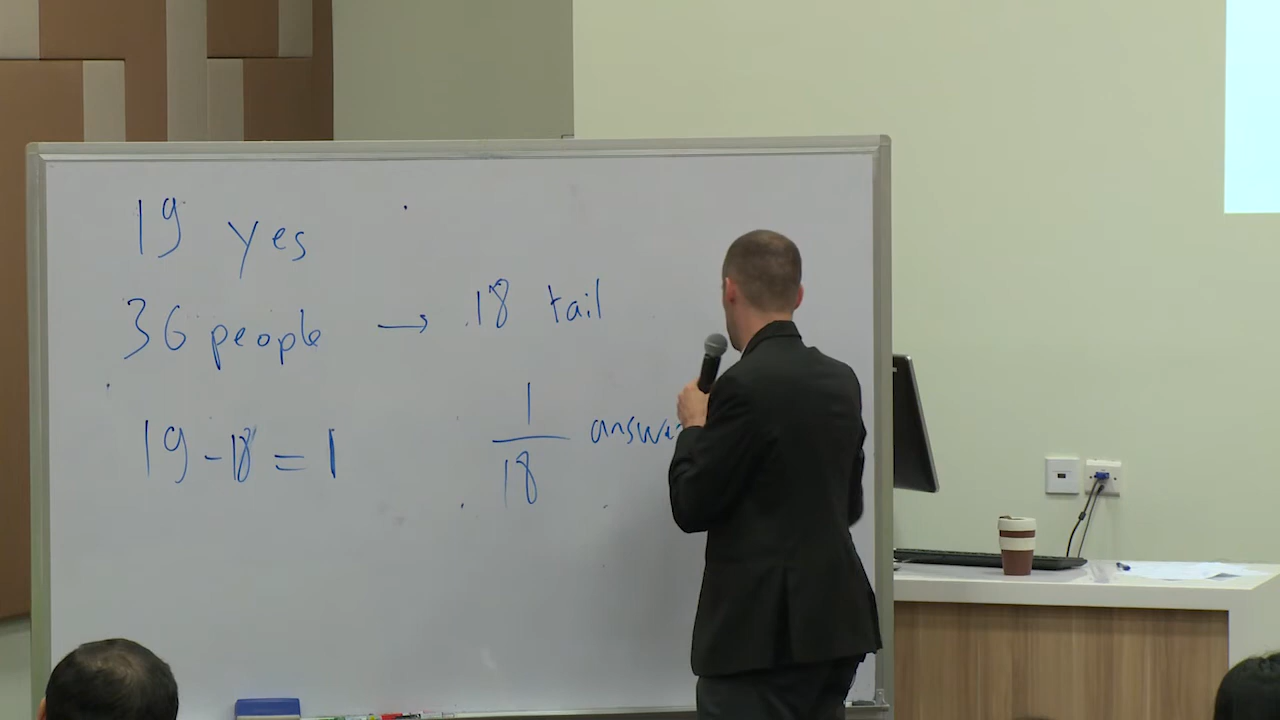 19 yes
36 people → 18 tail
19 - 18 = 1
1
18